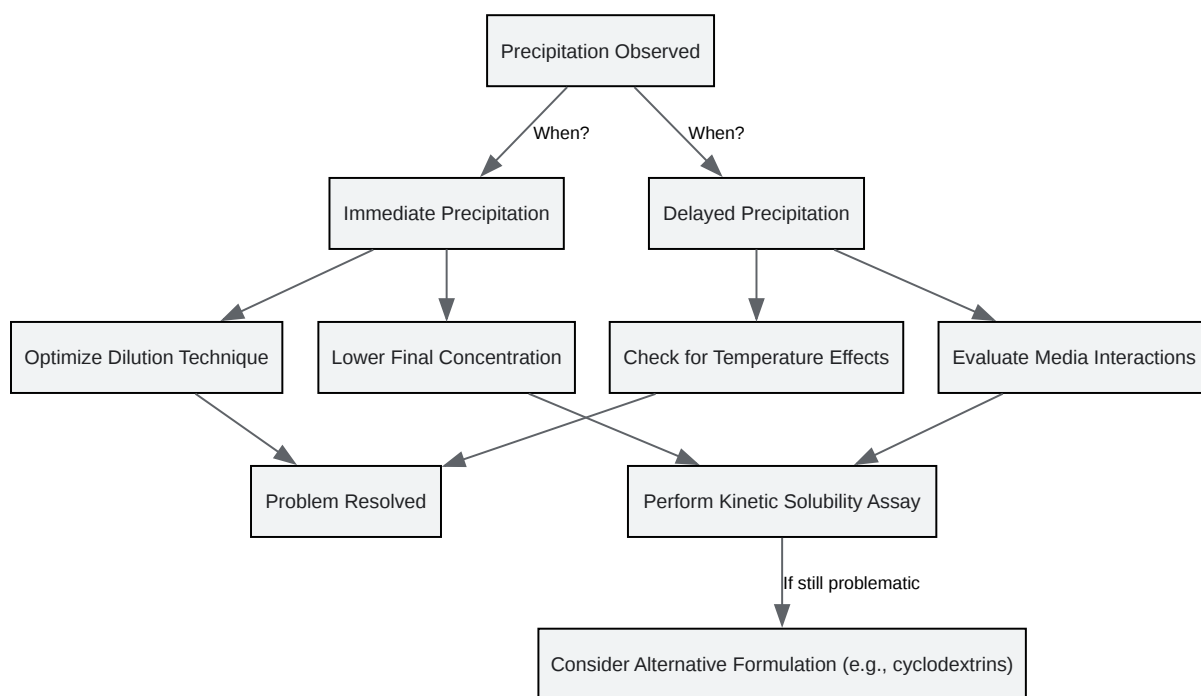 Precipitation Observed
When?
When?
Immediate Precipitation
Delayed Precipitation
Optimize Dilution Technique
Lower Final Concentration
Check for Temperature Effects
Evaluate Media Interactions
Problem Resolved
Perform Kinetic Solubility Assay
If still problematic
Consider Alternative Formulation (e.g., cyclodextrins)